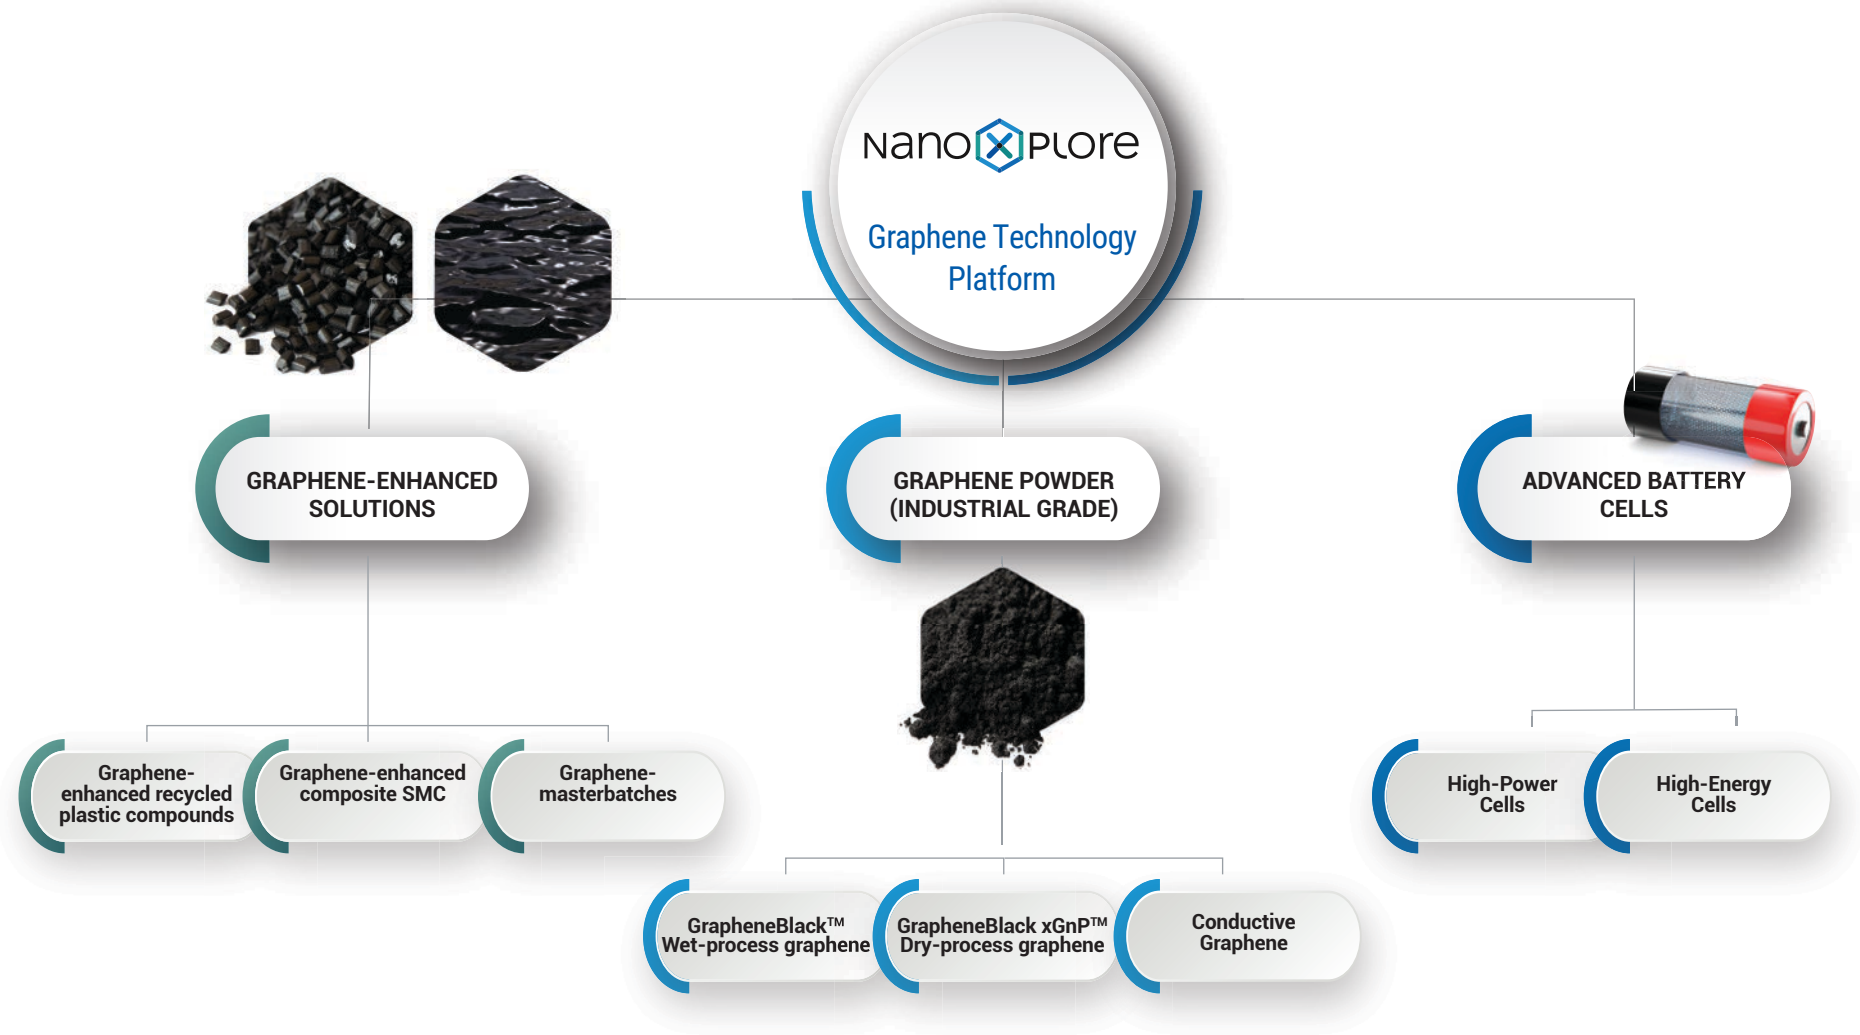 NanoXplore
Graphene Technology
Platform
GRAPHENE-ENHANCED
SOLUTIONS
GRAPHENE POWDER
(INDUSTRIAL GRADE)
ADVANCED BATTERY
CELLS
Graphene-
enhanced recycled
plastic compounds
Graphene-enhanced
composite SMC
Graphene-
masterbatches
High-Power
Cells
High-Energy
Cells
GrapheneBlack™
Wet-process graphene
GrapheneBlack xGnP™
Dry-process graphene
Conductive
Graphene